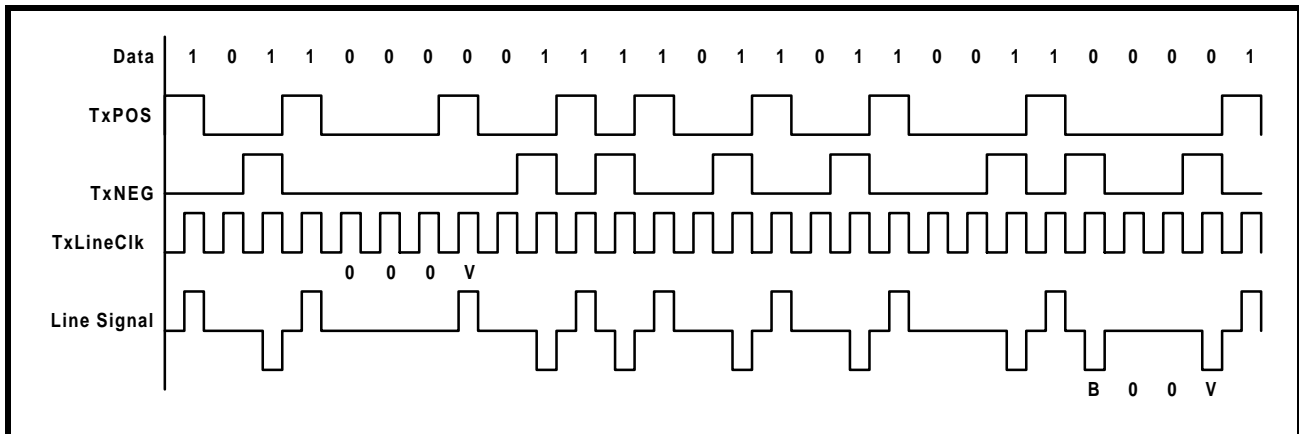 Data 1 0 1 1 0 0 0 0 0 1 1 1 1 0 1 1 0 1 1 0 0 1 1 0 0 0 0 1
TxPOS
TxNEG
TxLineClk
0 0 0 V
Line Signal
B 0 0 V